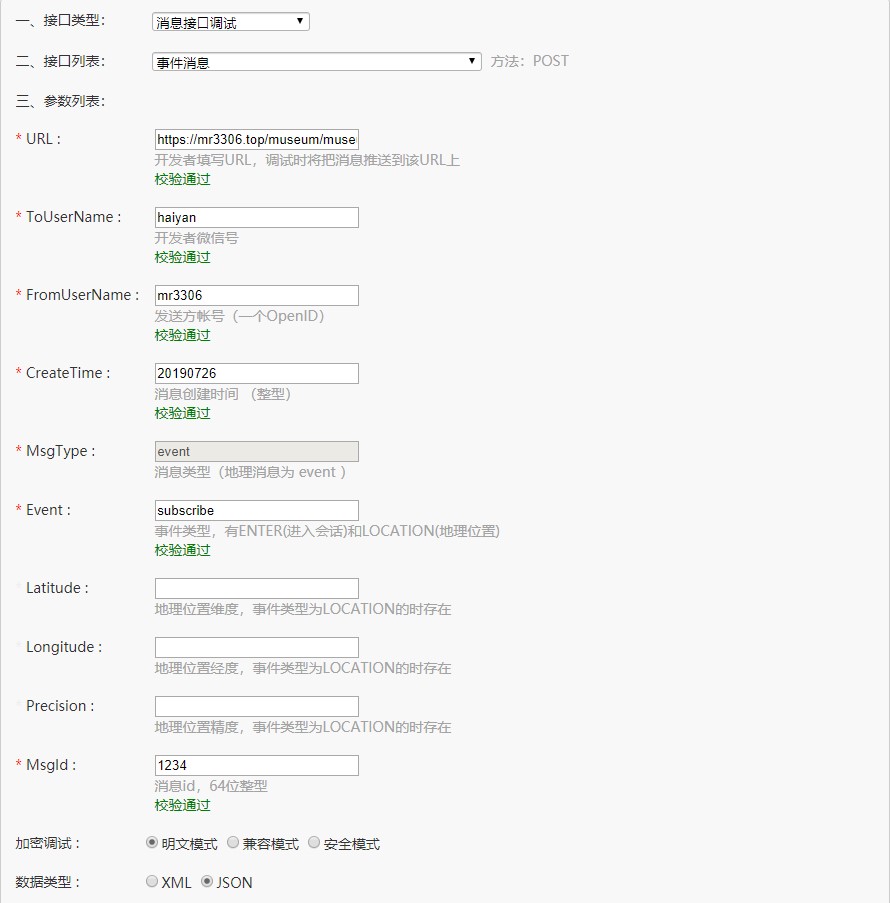 一、接口类型： 消息接口调试
二、接口列表： 事件消息 方法：POST
三、参数列表：
* URL : https://mr3306.top/museum/muse
开发者填写URL，调试时将把消息推送到该URL上
校验通过
* ToUserName : haiyan
开发者微信号
校验通过
* FromUserName : mr3306
发送方帐号（一个OpenID）
校验通过
* CreateTime : 20190726
消息创建时间 （整型）
校验通过
* MsgType : event
消息类型（地理消息为 event ）
* Event : subscribe
事件类型，有ENTER(进入会话)和LOCATION(地理位置)
校验通过
Latitude :
地理位置维度，事件类型为LOCATION的时存在
Longitude :
地理位置经度，事件类型为LOCATION的时存在
Precision :
地理位置精度，事件类型为LOCATION的时存在
* MsgId : 1234
消息id，64位整型
校验通过
加密调试 : 明文模式 兼容模式 安全模式
数据类型 : XML JSON